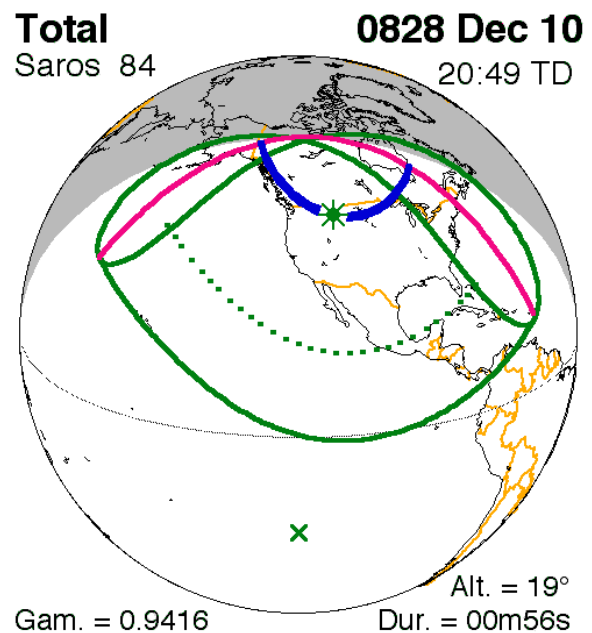 Total
0828 Dec 10
Saros 84
20:49 TD
Alt. = 19°
Gam. = 0.9416
Dur. = 00m56s